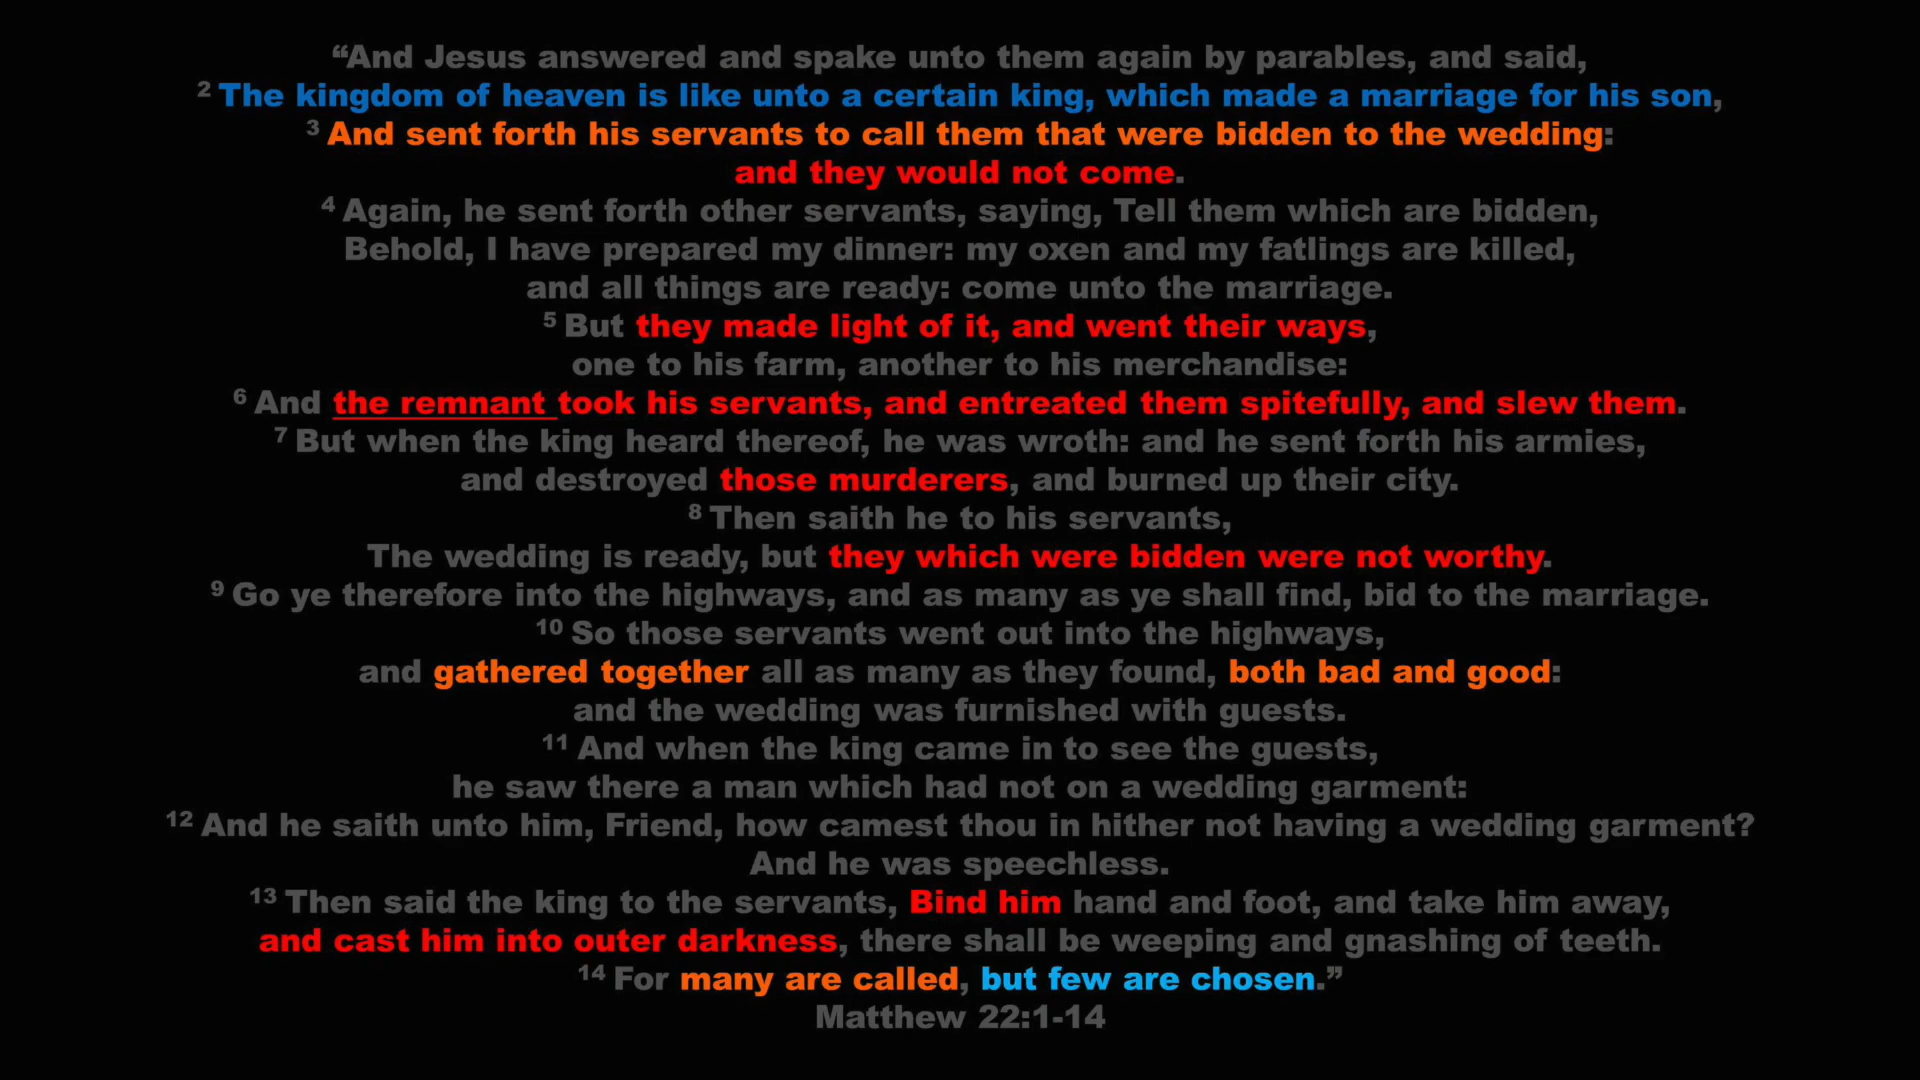 “And Jesus answered and spake unto them again by parables, and said,
2 The kingdom of heaven is like unto a certain king, which made a marriage for his son,
3 And sent forth his servants to call them that were bidden to the wedding:
and they would not come.
4 Again, he sent forth other servants, saying, Tell them which are bidden,
Behold, I have prepared my dinner: my oxen and my fatlings are killed,
and all things are ready: come unto the marriage.
5 But they made light of it, and went their ways,
one to his farm, another to his merchandise:
6 And the remnant took his servants, and entreated them spitefully, and slew them.
7 But when the king heard thereof, he was wroth: and he sent forth his armies,
and destroyed those murderers, and burned up their city.
8 Then saith he to his servants,
The wedding is ready, but they which were bidden were not worthy.
9 Go ye therefore into the highways, and as many as ye shall find, bid to the marriage.
10 So those servants went out into the highways,
and gathered together all as many as they found, both bad and good:
and the wedding was furnished with guests.
11 And when the king came in to see the guests,
he saw there a man which had not on a wedding garment:
12 And he saith unto him, Friend, how camest thou in hither not having a wedding garment?
And he was speechless.
13 Then said the king to the servants, Bind him hand and foot, and take him away,
and cast him into outer darkness, there shall be weeping and gnashing of teeth.
14 For many are called, but few are chosen.”
Matthew 22:1-14